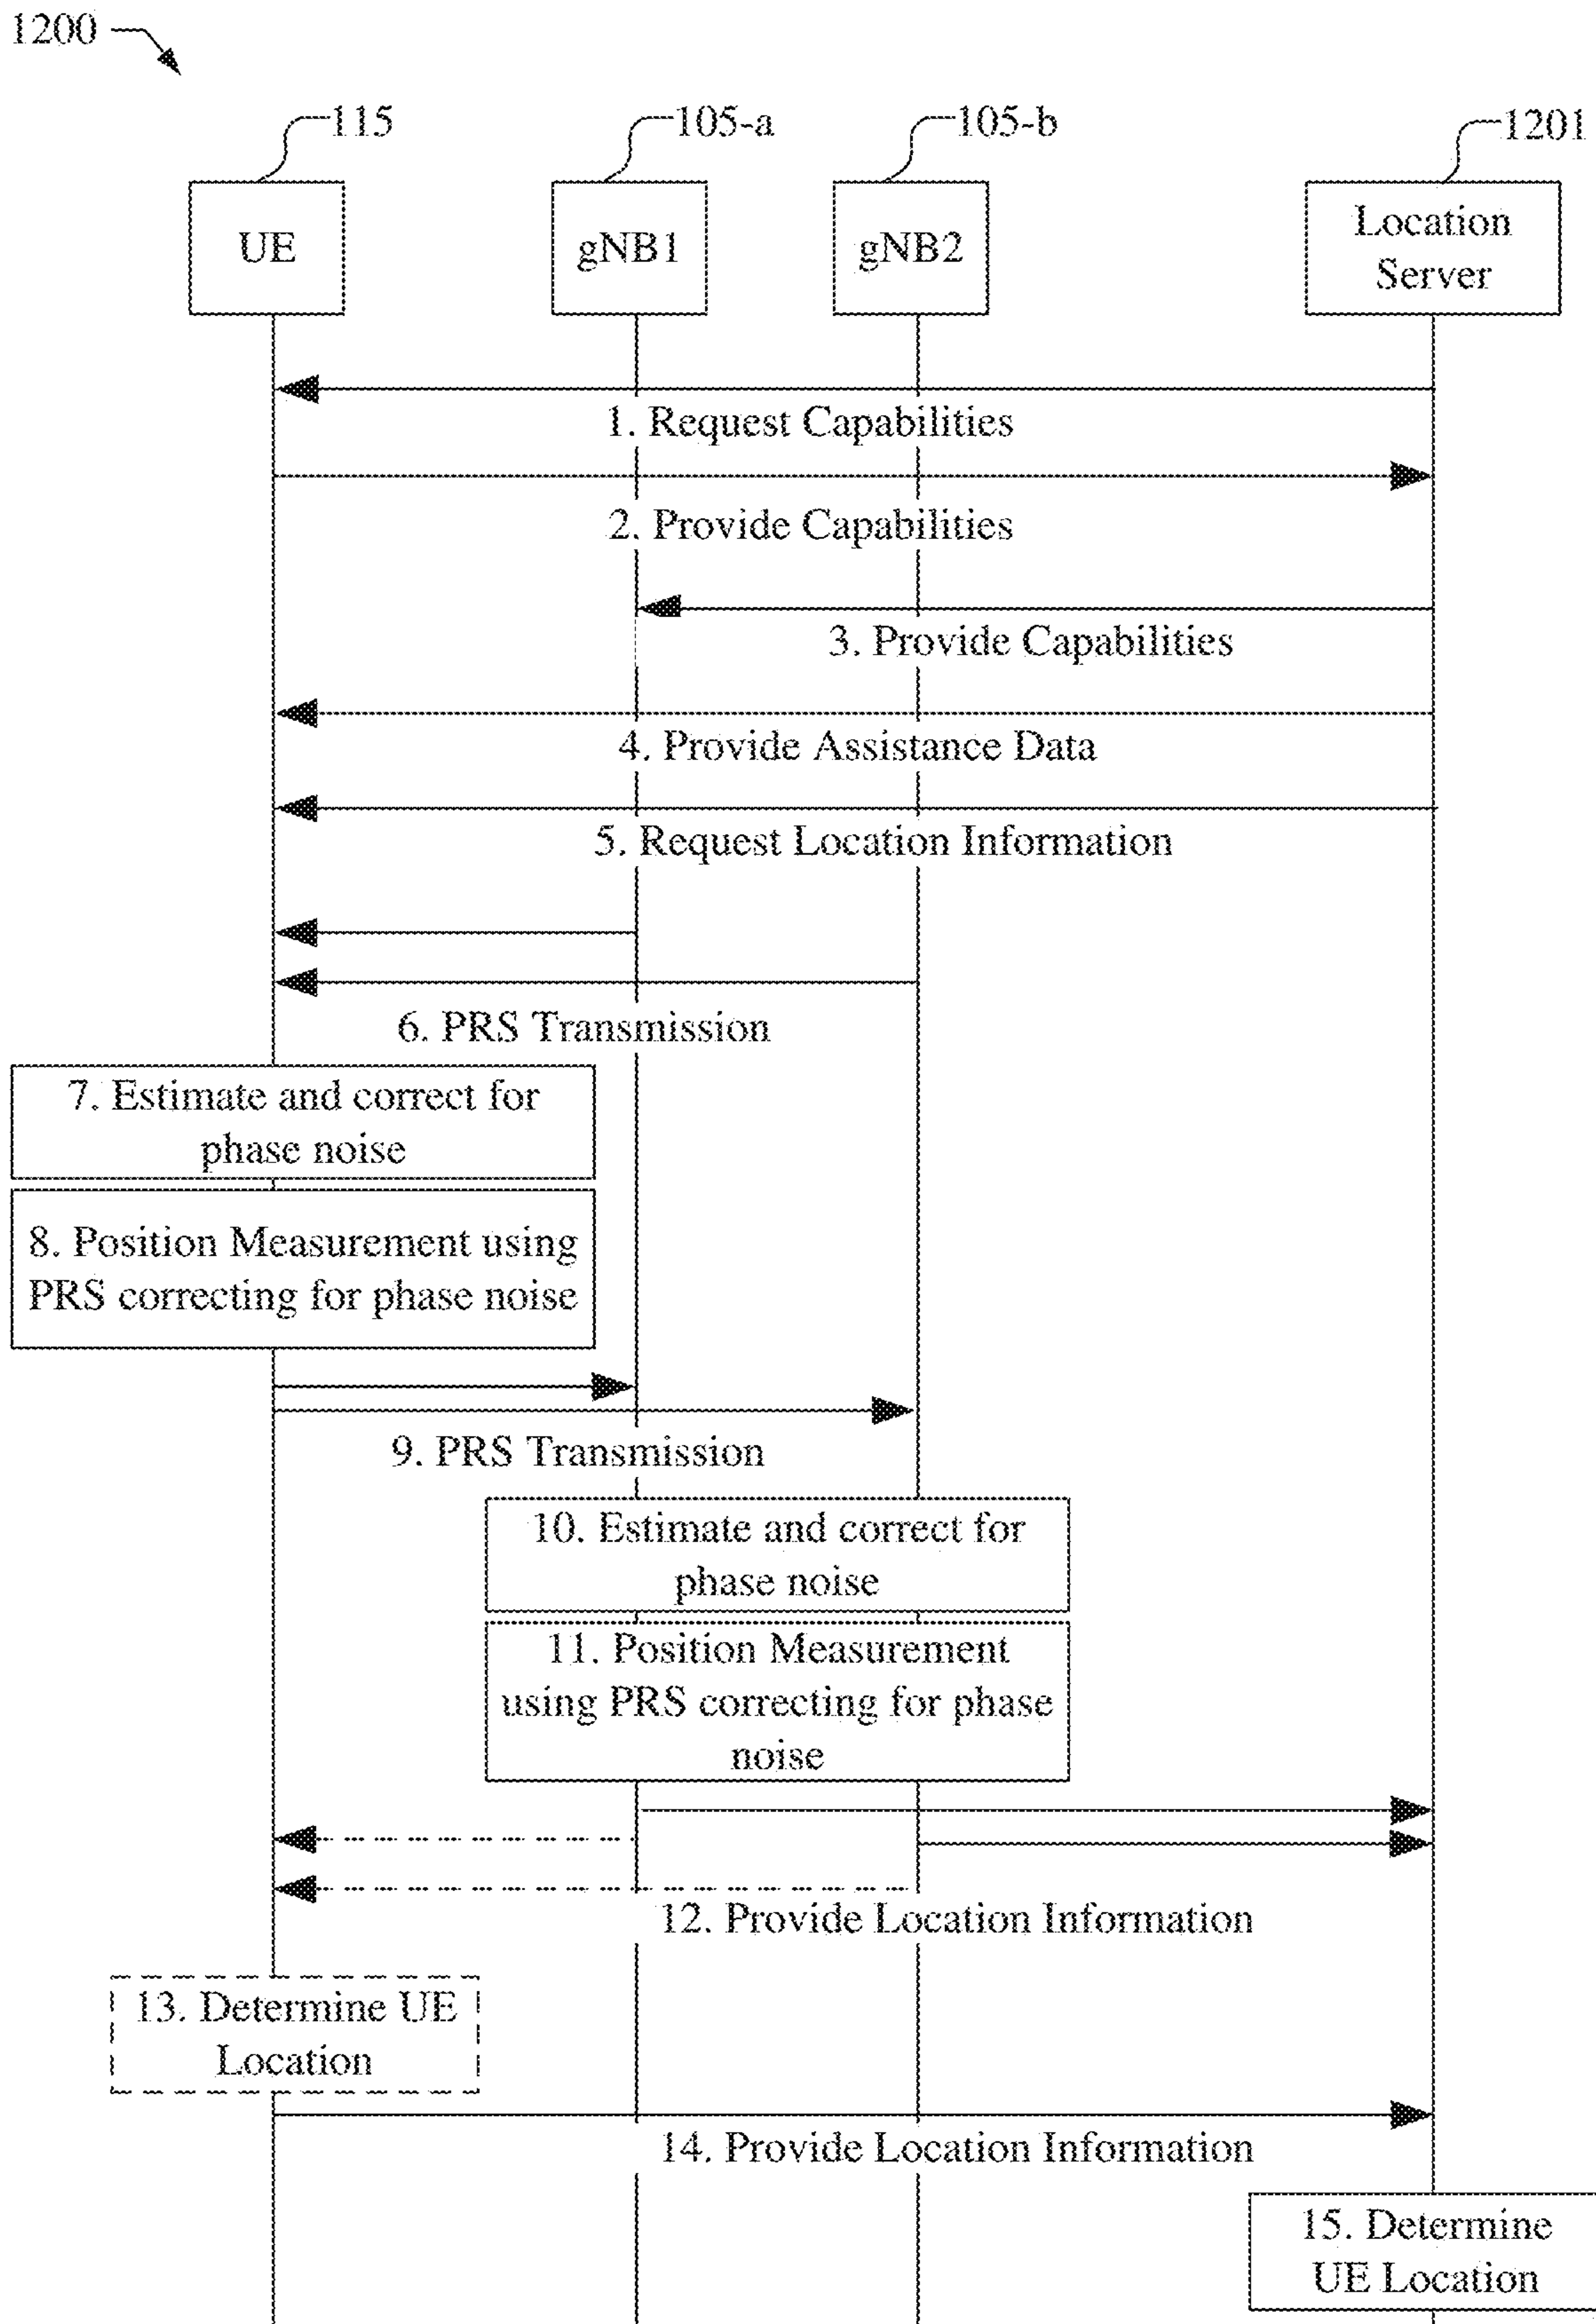 1200
115
105-a
105-b
1201
UE
gNB1
gNB2
Location
Server
1. Request Capabilities
2. Provide Capabilities
3. Provide Capabilities
4. Provide Assistance Data
5. Request Location Information
6. PRS Transmission
7. Estimate and correct for
phase noise
8. Position Measurement using
PRS correcting for phase noise
9. PRS Transmission
10. Estimate and correct for
phase noise
11. Position Measurement
using PRS correcting for phase
noise
12. Provide Location Information
13. Determine UE
Location
14. Provide Location Information
15. Determine
UE Location